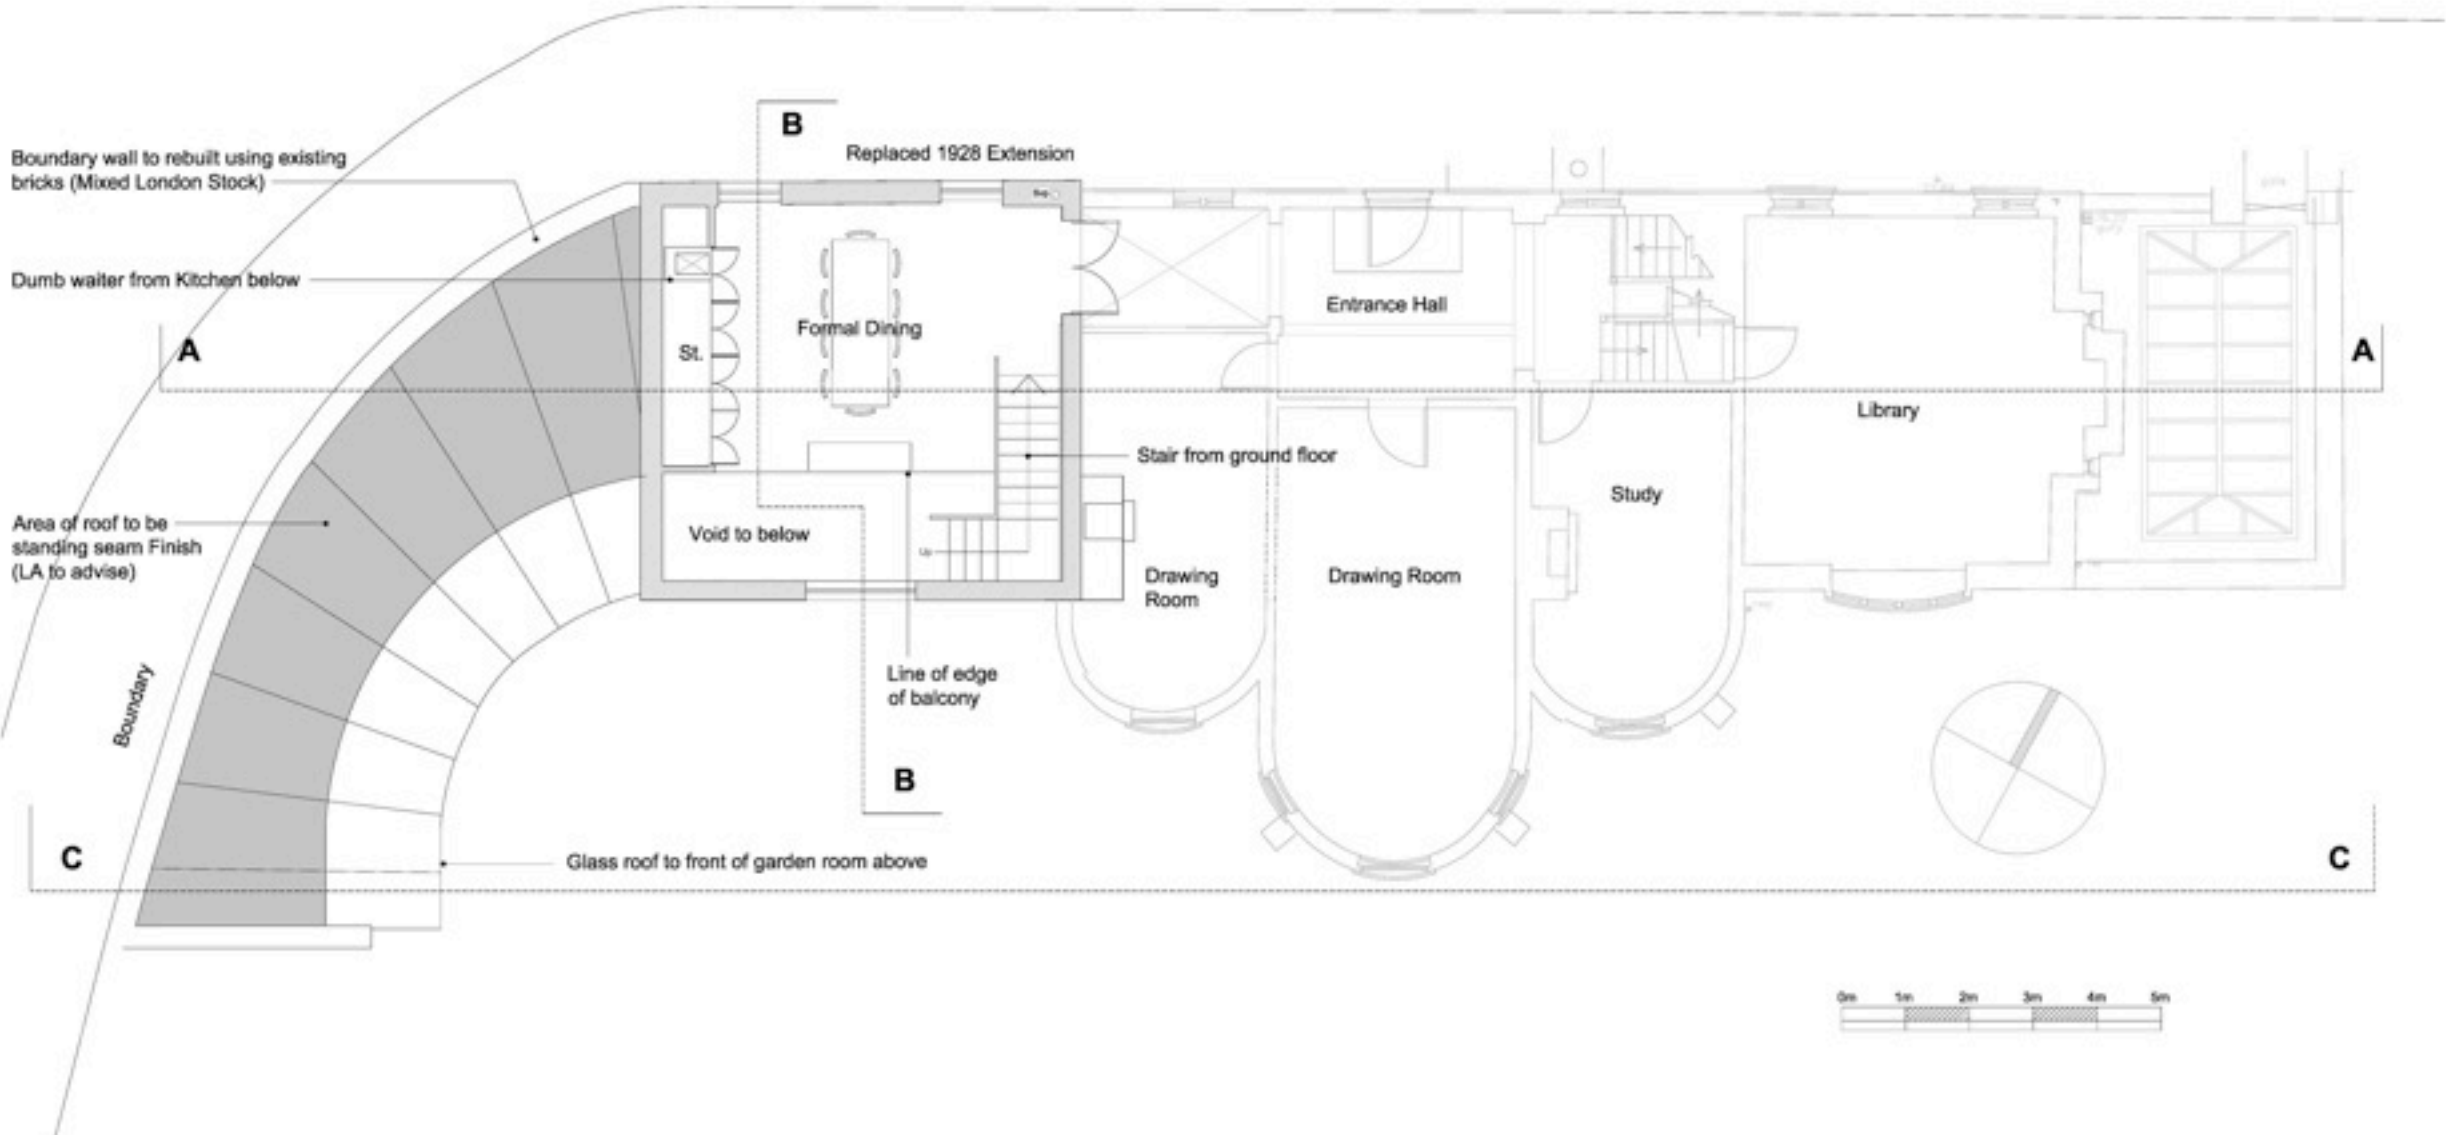 B
Replaced 1928 Extension
Boundary wall to rebuilt using existing
bricks (Mixed London Stock)
Dumb waiter from Kitchen below
Entrance Hall
Formal Dining
St.
A
A
Library
Stair from ground floor
Study
Area of roof to be
standing seam Finish
(LA to advise)
Void to below
Up
Drawing
Room
Drawing Room
Line of edge
of balcony
Boundary
B
C
Glass roof to front of garden room above
C
0m 1m 2m 3m 4m 5m